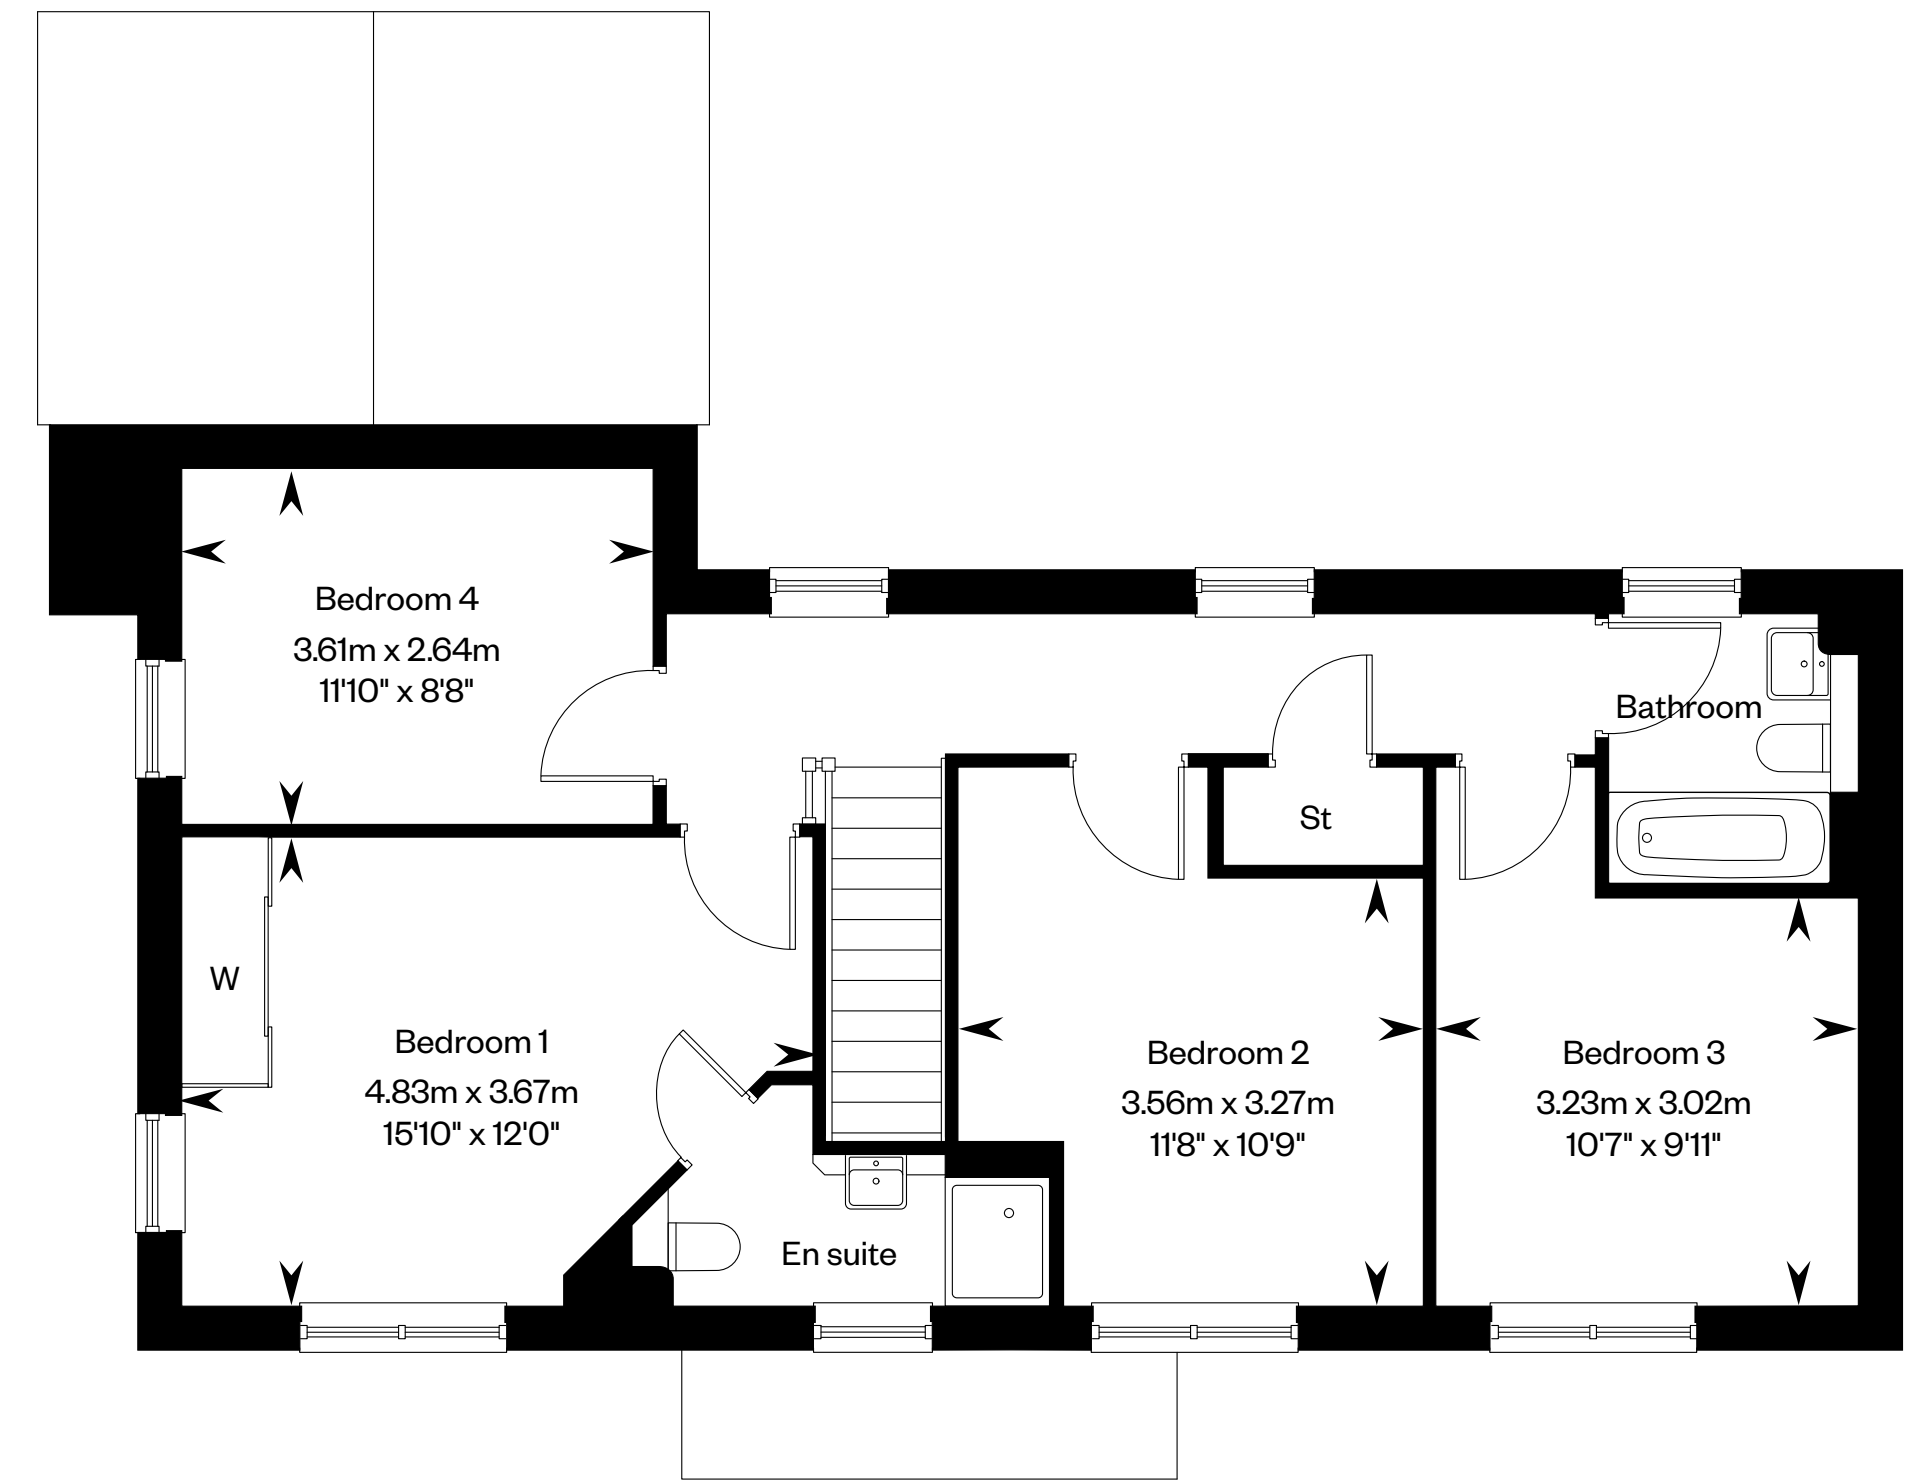 Bedroom 4
3.61m x 2.64m
11'10" x 8'8"
Bathroom
St
W
Bedroom 1
4.83m x 3.67m
15'10" x 12'0"
Bedroom 2
3.56m x 3.27m
11'8" x 10'9"
Bedroom 3
3.23m x 3.02m
10'7" x 9'11"
En suite